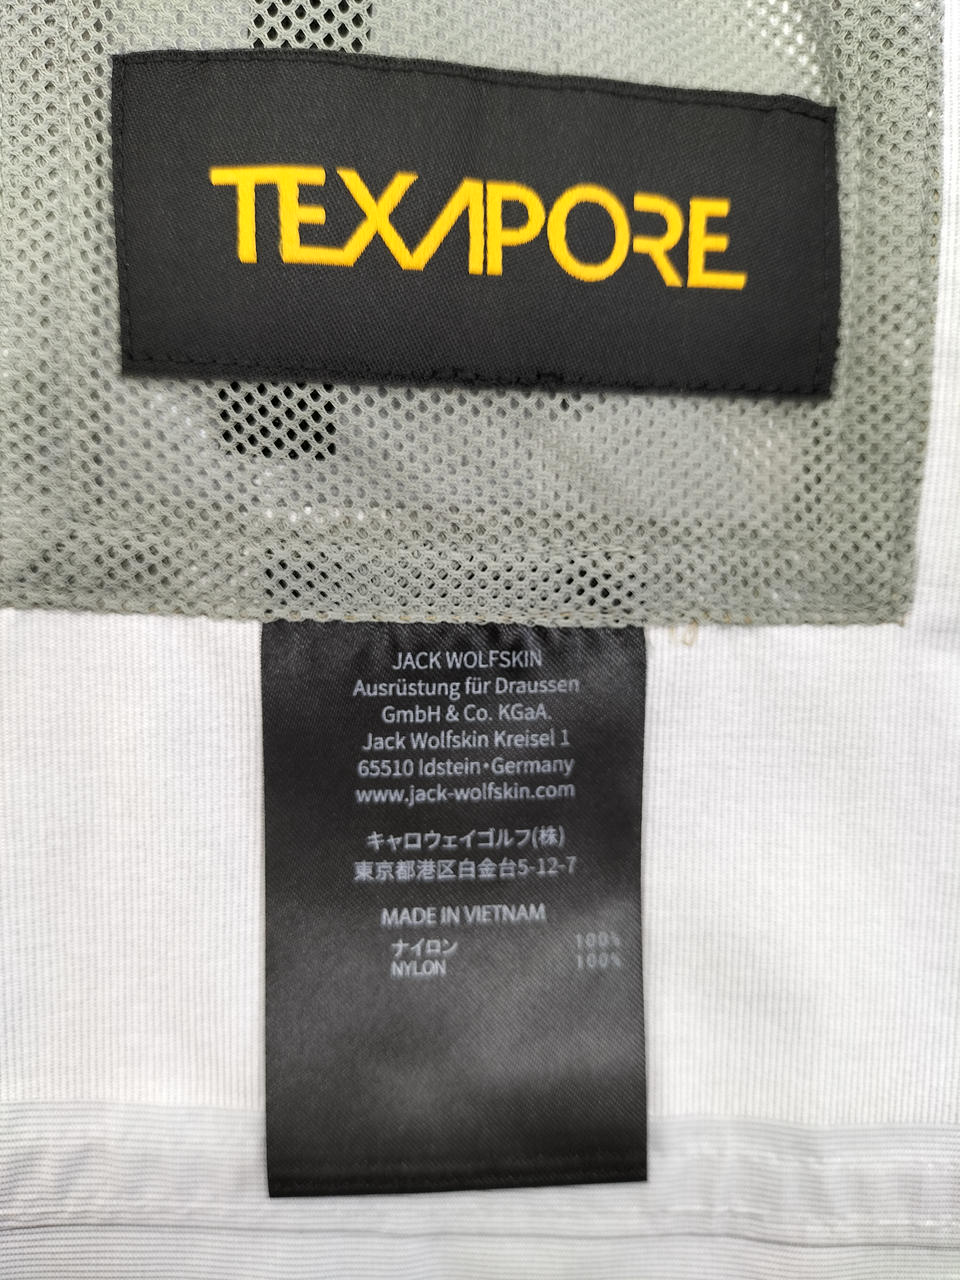 TEXAPORE
JACK WOLFSKIN
Ausrüstung für Draussen
GmbH & Co. KGaA.
Jack Wolfskin Kreisel 1
65510 Idstein・Germany
www.jack-wolfskin.com
キャロウェイゴルフ(株)
東京都港区白金台5-12-7
MADE IN VIETNAM
ナイロン 100%
NYLON 100%